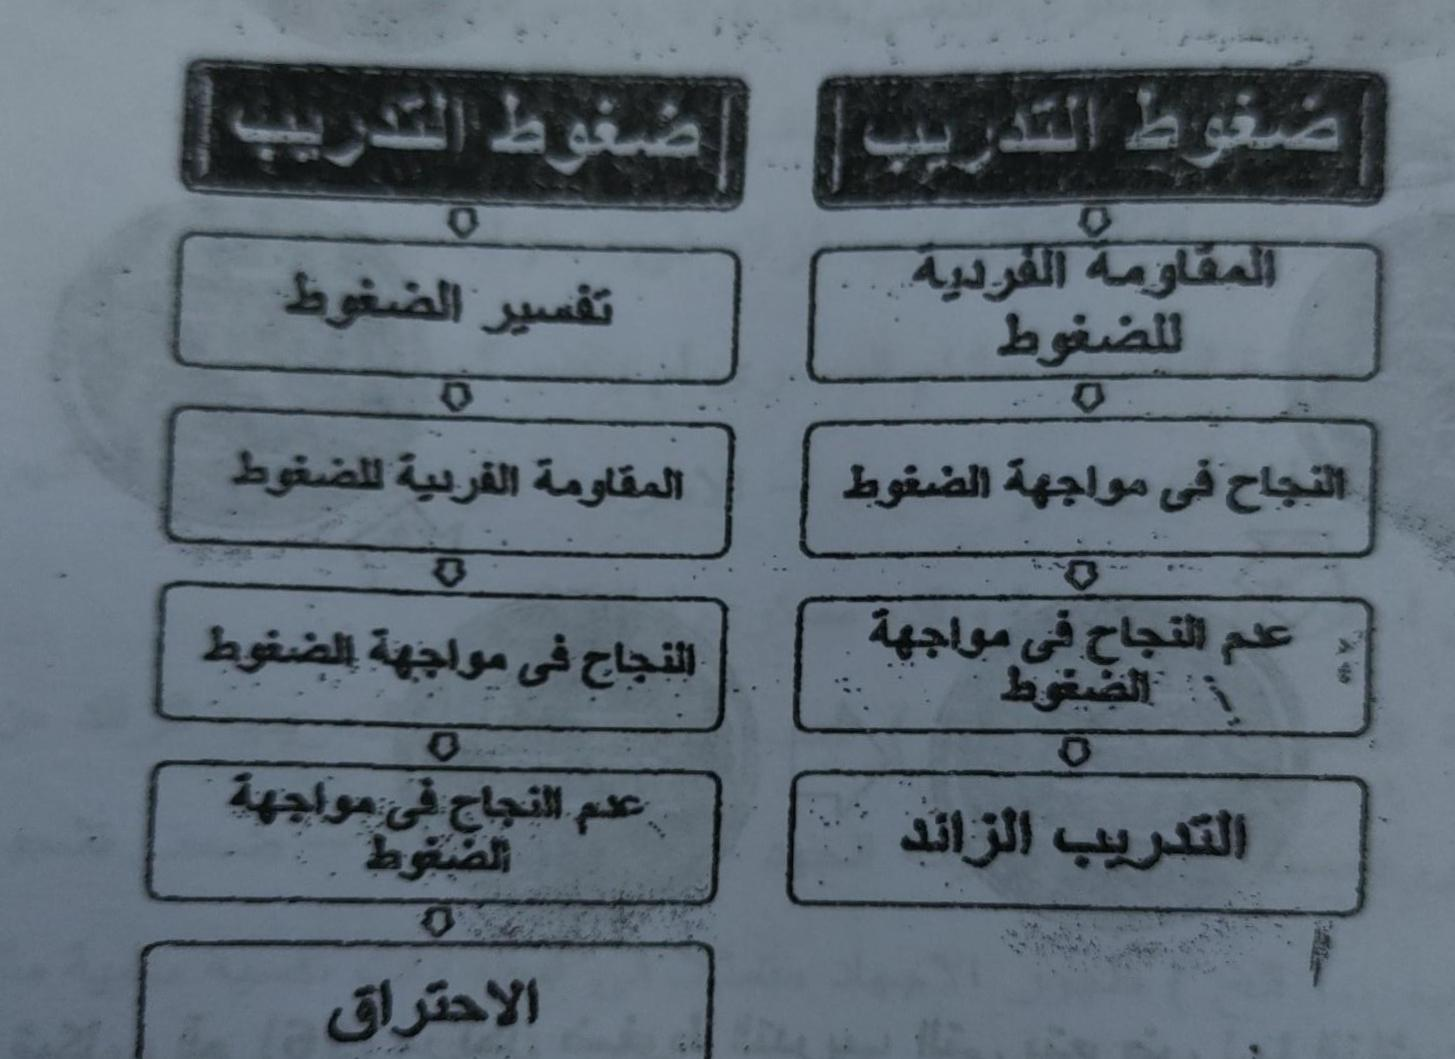 ضغوط التدريب
المقاومة الفردية
للضغوط
النجاح فى مواجهة الضغوط
عدم النجاح فى مواجهة
الضغوط
التدريب الزائد
ضغوط التدريب
تفسير الضغوط
المقاومة الفردية للضغوط
النجاح فى مواجهة الضغوط
عدم النجاح فى مواجهة
الضغوط
الاحتراق